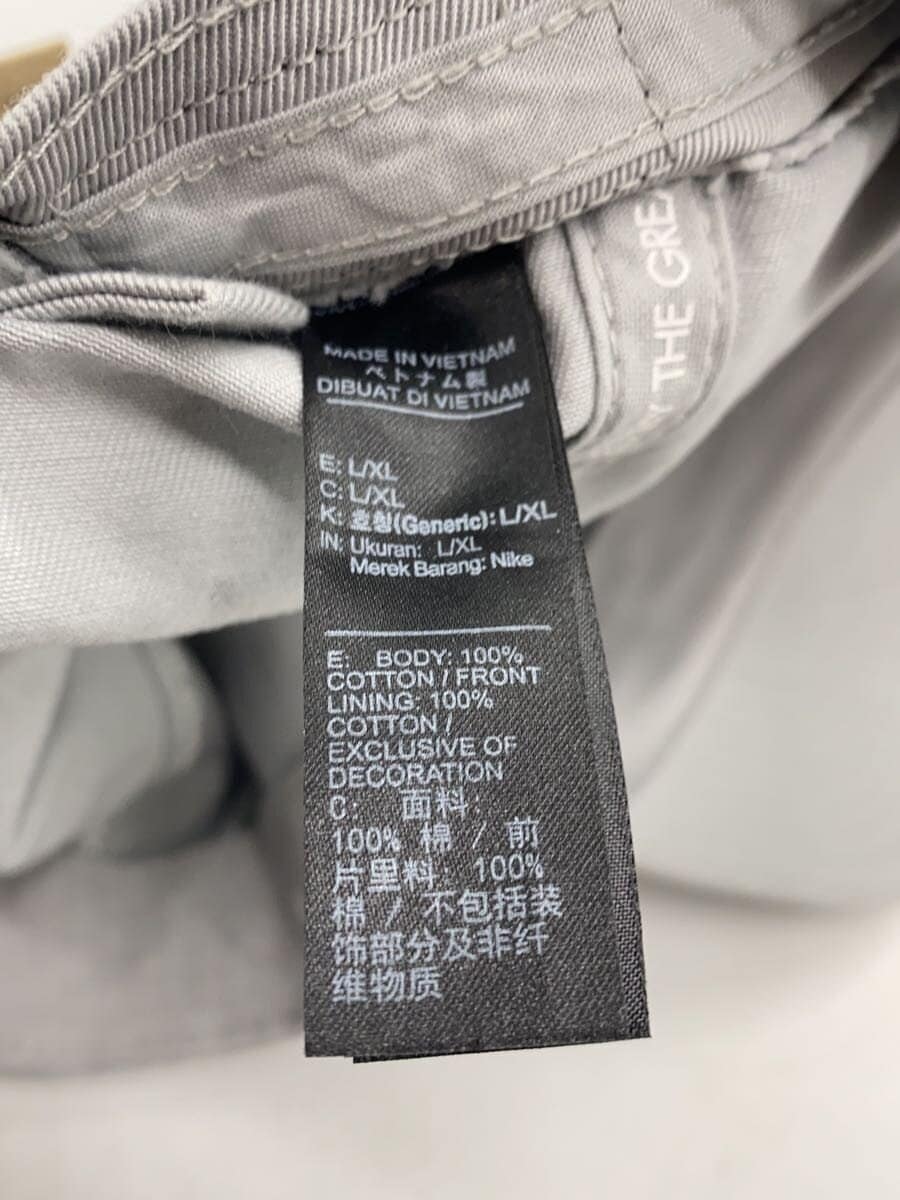 MADE IN VIETNAM
ベトナム製
DIBUAT DI VIETNAM
E: L/XL
C: L/XL
K: 호칭(Generic): L/XL
IN: Ukuran: L/XL
Merek Barang: Nike
E: BODY: 100%
COTTON / FRONT
LINING: 100%
COTTON /
EXCLUSIVE OF
DECORATION
C: 面料:
100% 棉 / 前
片里料: 100%
棉 / 不包括装
饰部分及非纤
维物质
THE GREA